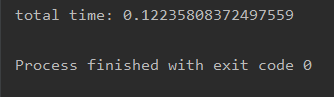 total time: 0.12235808372497559
Process finished with exit code 0